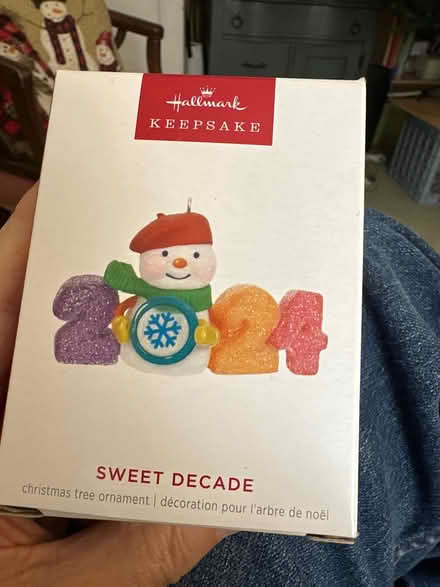 Hallmark
KEEPSAKE
2024
SWEET DECADE
christmas tree ornament | décoration pour l'arbre de noël